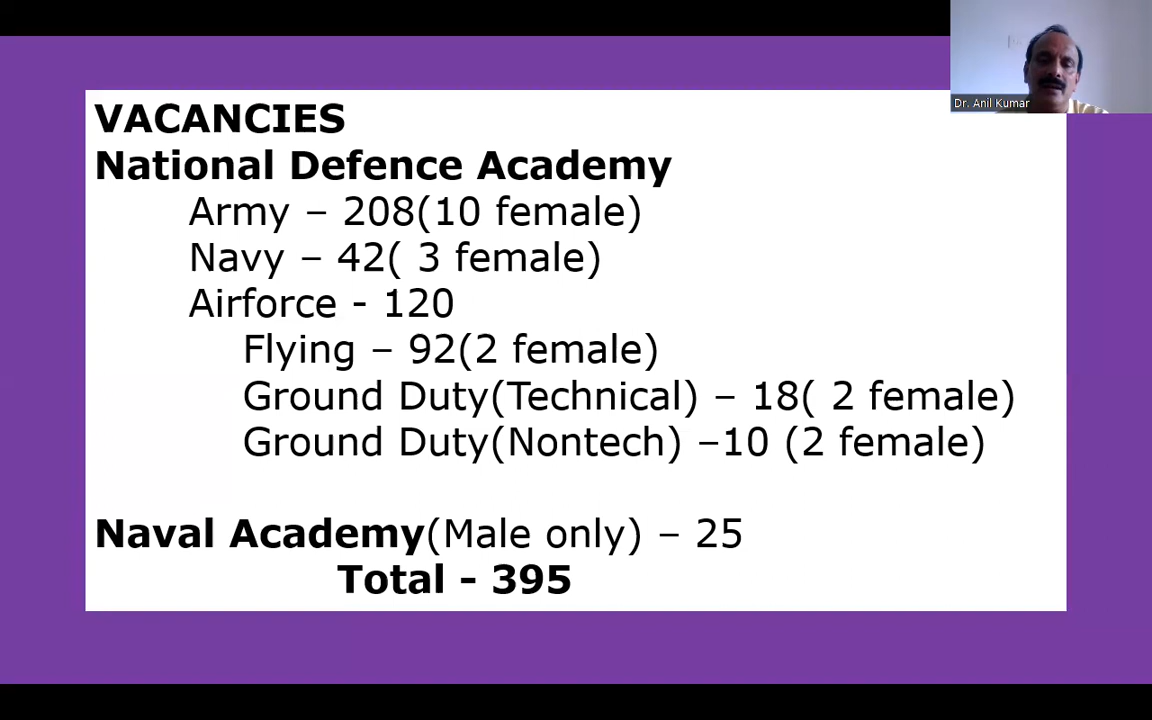 VACANCIES
National Defence Academy
Army – 208(10 female)
Navy – 42( 3 female)
Airforce - 120
Flying – 92(2 female)
Ground Duty(Technical) – 18( 2 female)
Ground Duty(Nontech) –10 (2 female)
Naval Academy(Male only) – 25
Total - 395
Dr. Anil Kumar